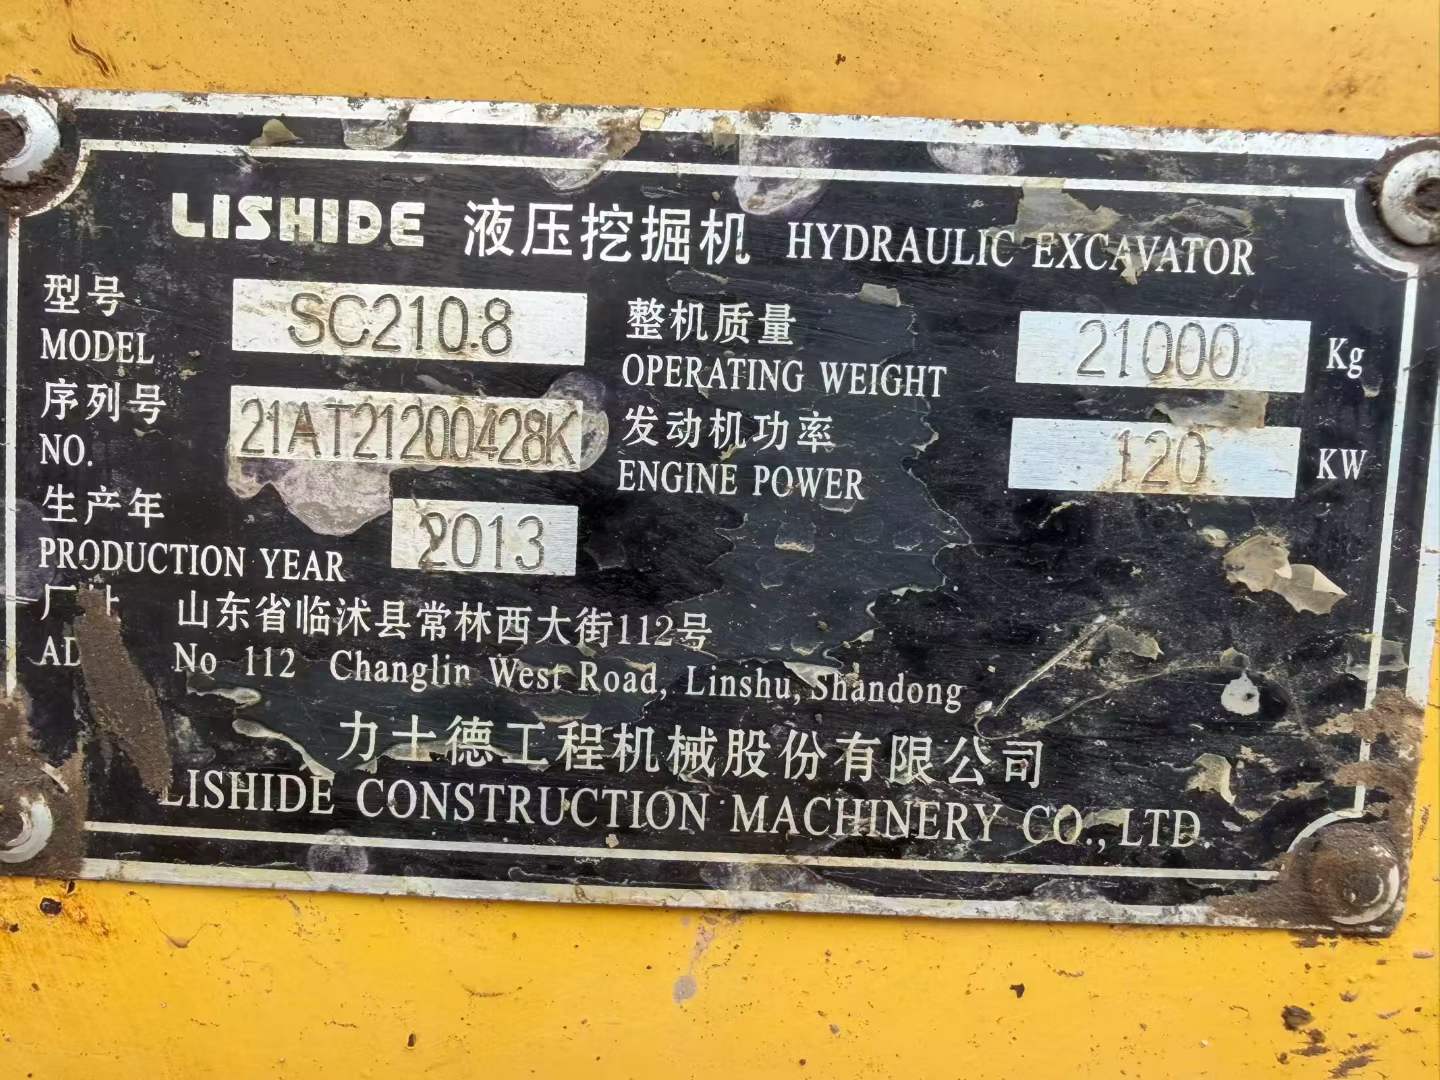 LISHIDE 液压挖掘机 HYDRAULIC EXCAVATOR
型号 SC210.8 整机质量 21000 Kg
MODEL OPERATING WEIGHT
序列号 21AT21200428K 发动机功率 120 KW
NO. ENGINE POWER
生产年 2013
PRODUCTION YEAR
厂 山东省临沭县常林西大街112号
AD No 112 Changlin West Road, Linshu, Shandong
力士德工程机械股份有限公司
LISHIDE CONSTRUCTION MACHINERY CO., LTD.